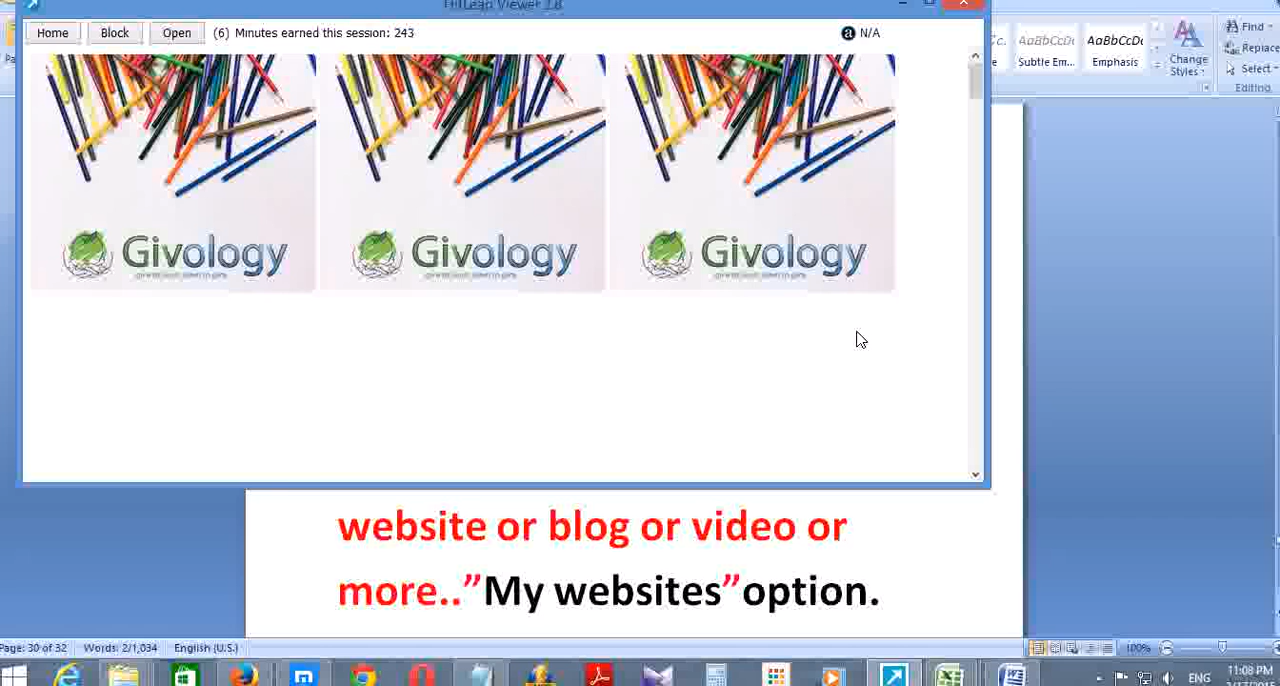 HitLeap Viewer 2.8
Home Block Open (6) Minutes earned this session: 243 a N/A
Find
Replace
Select
Subtle Em... Emphasis
Change
Styles
Editing
Givology Givology Givology
website or blog or video or
more..”My websites”option.
Page: 30 of 32 Words: 2/1,034 English (U.S.) 100%
ENG 11:08 PM